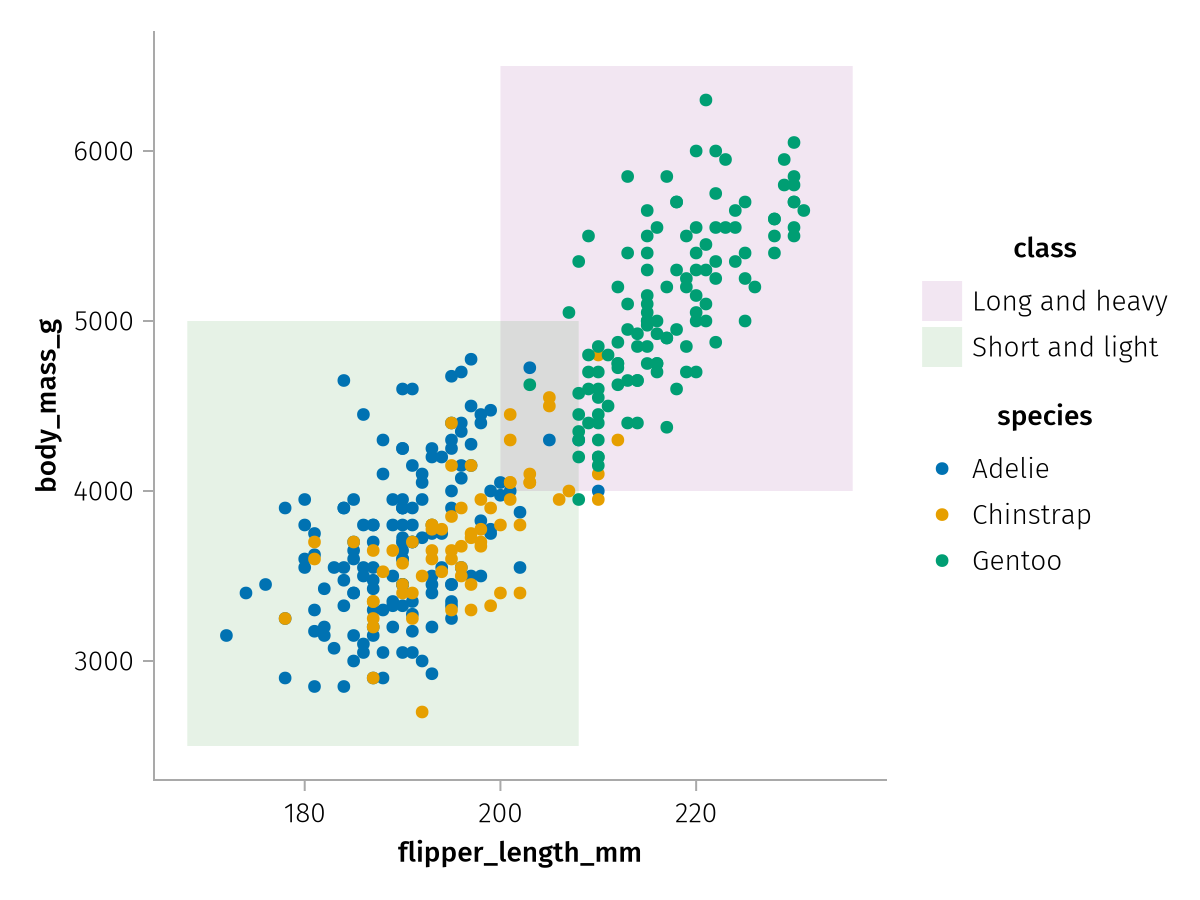 body_mass_g
6000
5000
4000
3000
180
200
220
flipper_length_mm
class
Long and heavy
Short and light
species
Adelie
Chinstrap
Gentoo